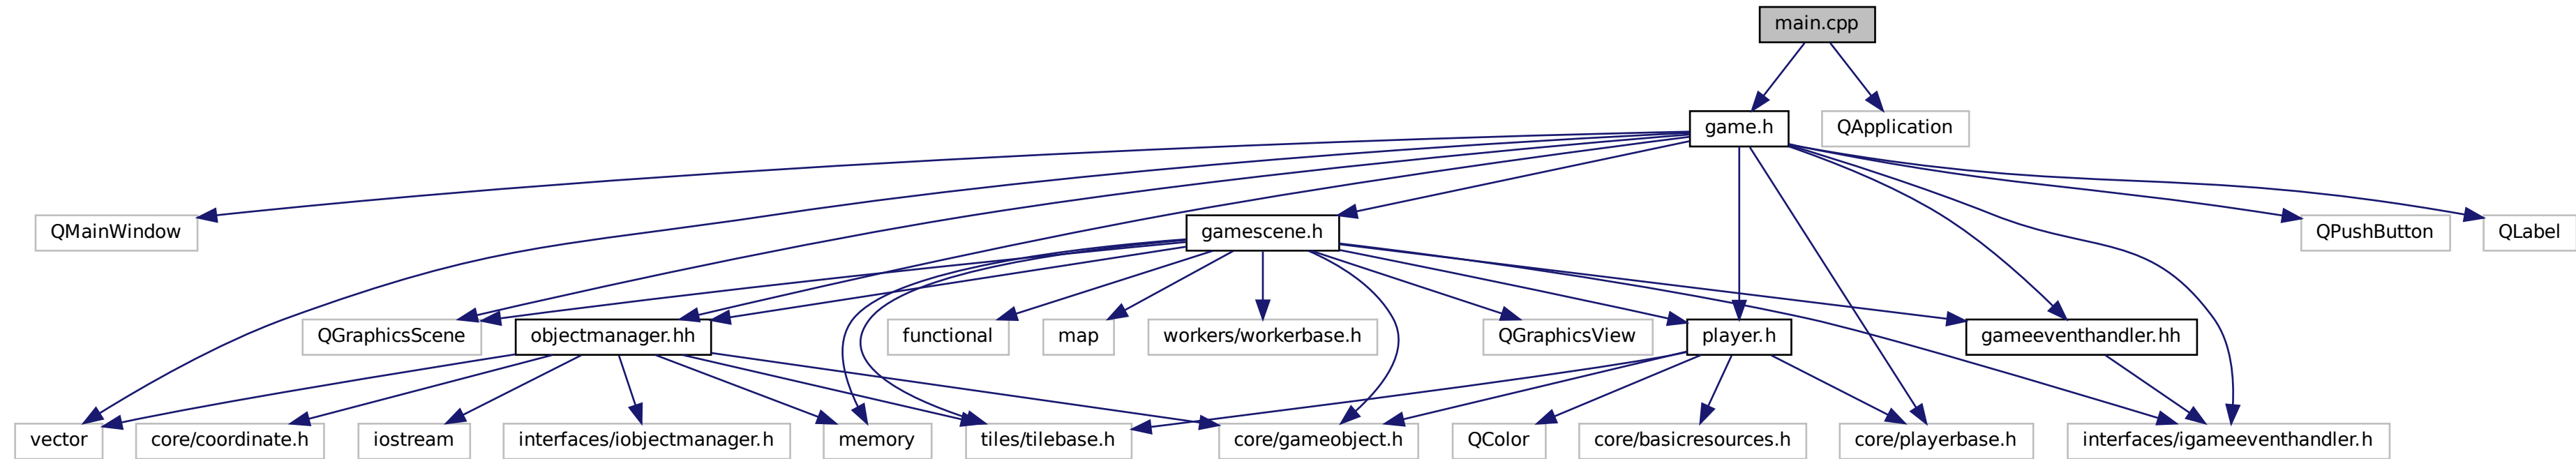 main.cpp
game.h
QApplication
QMainWindow
gamescene.h
QPushButton
QLabel
QGraphicsScene
objectmanager.hh
functional
map
workers/workerbase.h
QGraphicsView
player.h
gameeventhandler.hh
vector
core/coordinate.h
iostream
interfaces/iobjectmanager.h
memory
tiles/tilebase.h
core/gameobject.h
QColor
core/basicresources.h
core/playerbase.h
interfaces/igameeventhandler.h